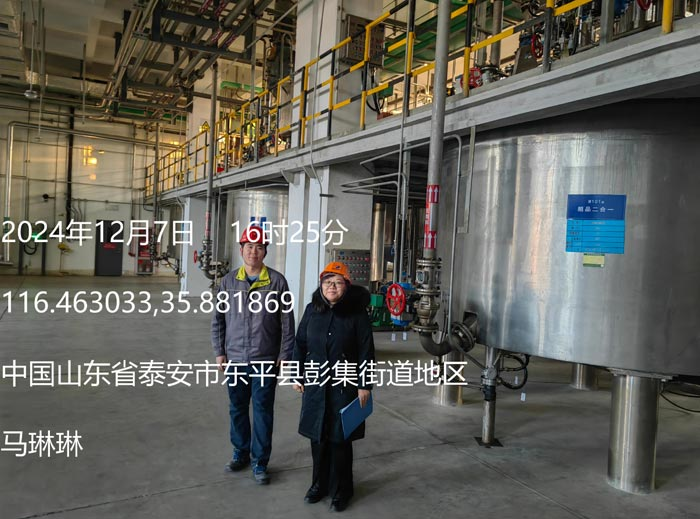 2024年12月7日 16时25分
116.463033,35.881869
中国山东省泰安市东平县彭集街道地区
马琳琳